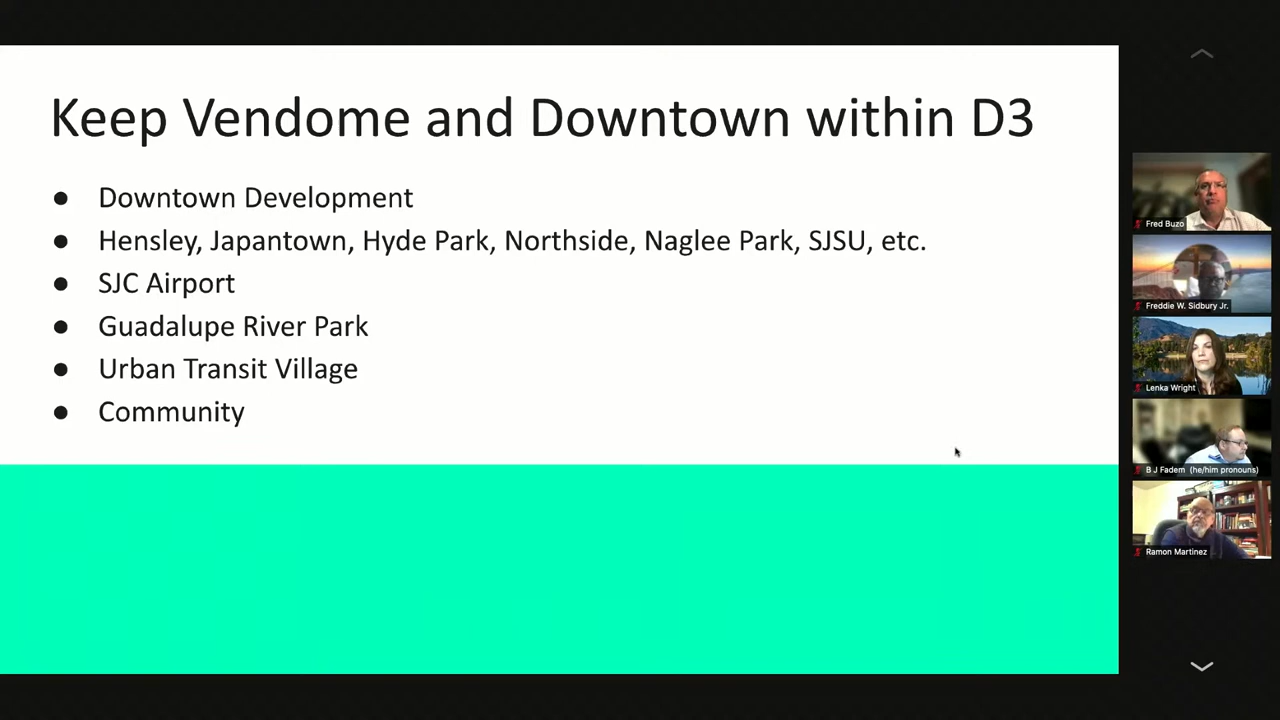 Keep Vendome and Downtown within D3
● Downtown Development
● Hensley, Japantown, Hyde Park, Northside, Naglee Park, SJSU, etc.
● SJC Airport
● Guadalupe River Park
● Urban Transit Village
● Community
Fred Buzo
Freddie W. Sidbury Jr.
Lenka Wright
B J Fadem (he/him pronouns)
Ramon Martinez